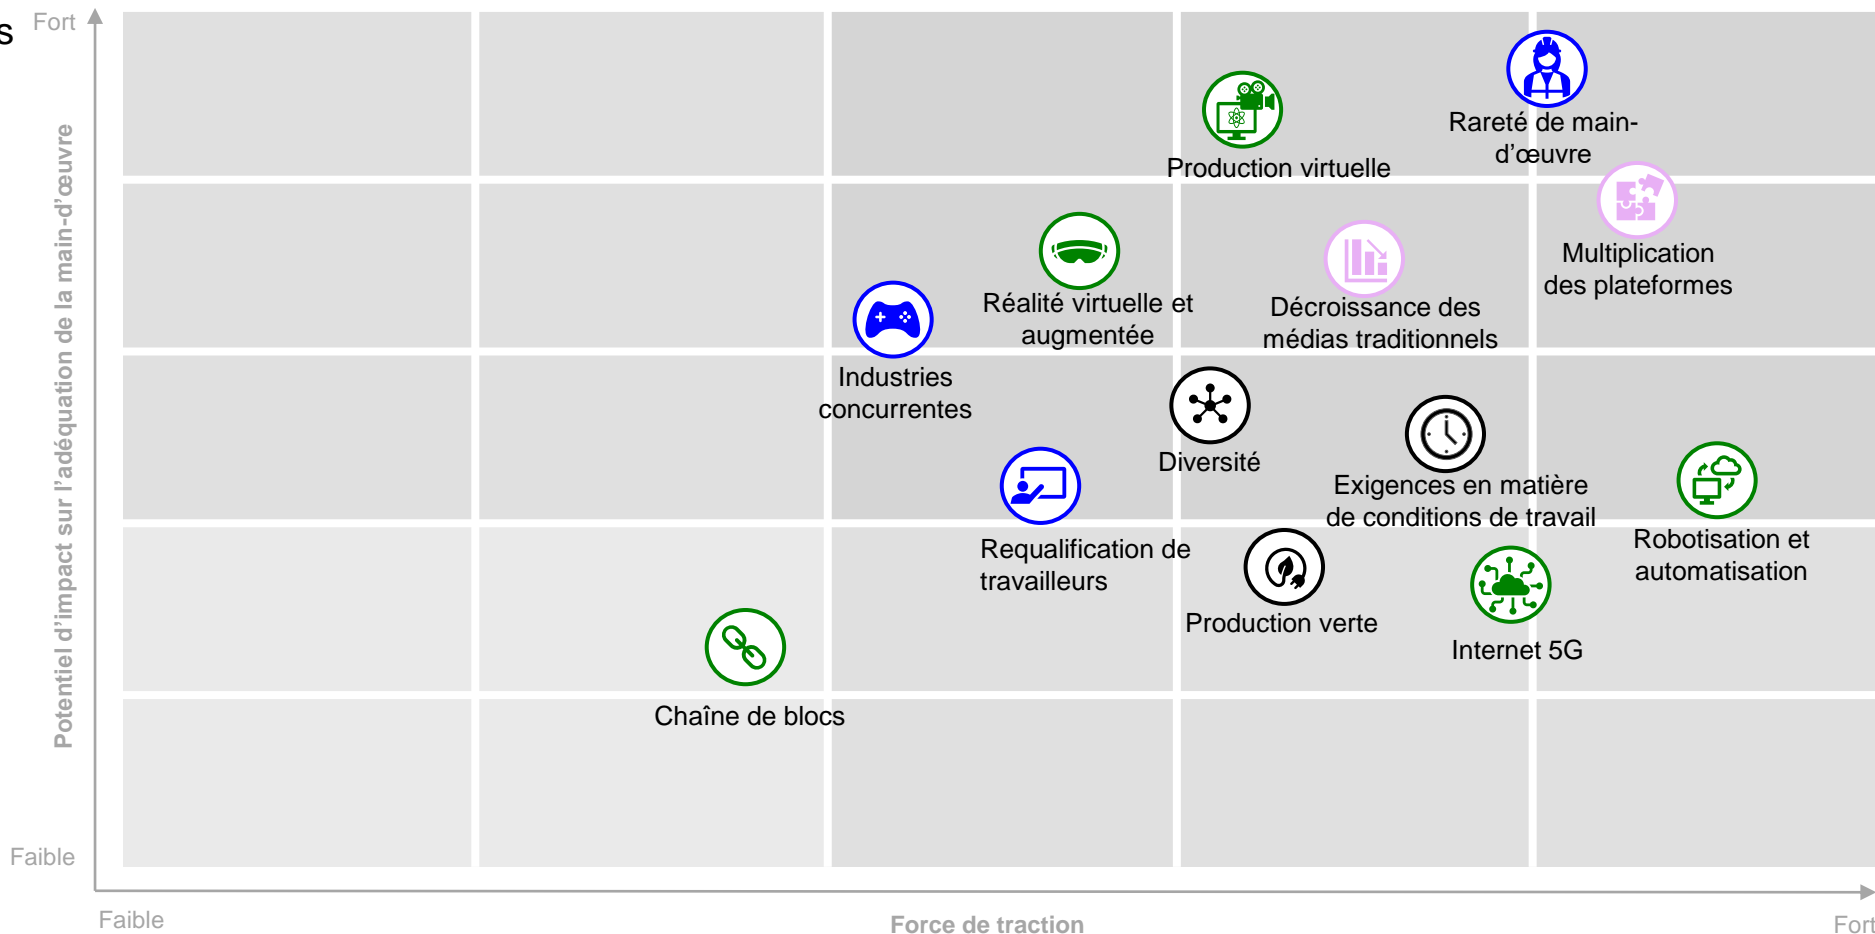 s
Fort
Potentiel d'impact sur l'adéquation de la main-d'œuvre
Rareté de main-
d'œuvre
Production virtuelle
Multiplication
des plateformes
Réalité virtuelle et
augmentée
Décroissance des
médias traditionnels
Industries
concurrentes
Diversité
Exigences en matière
de conditions de travail
Requalification de
travailleurs
Robotisation et
automatisation
Production verte
Internet 5G
Chaîne de blocs
Faible
Faible
Force de traction
Fort